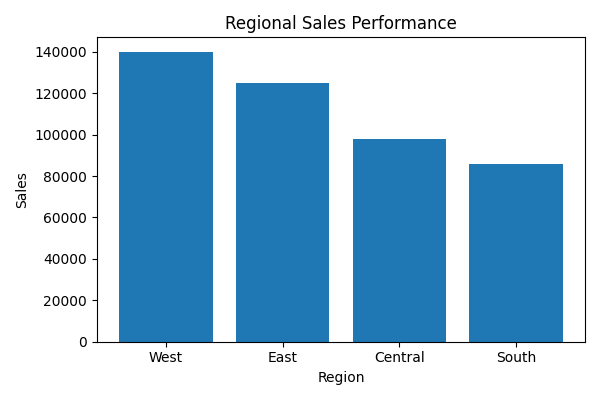 Regional Sales Performance
140000
120000
100000
80000
60000
40000
20000
0
Sales
West East Central South
Region